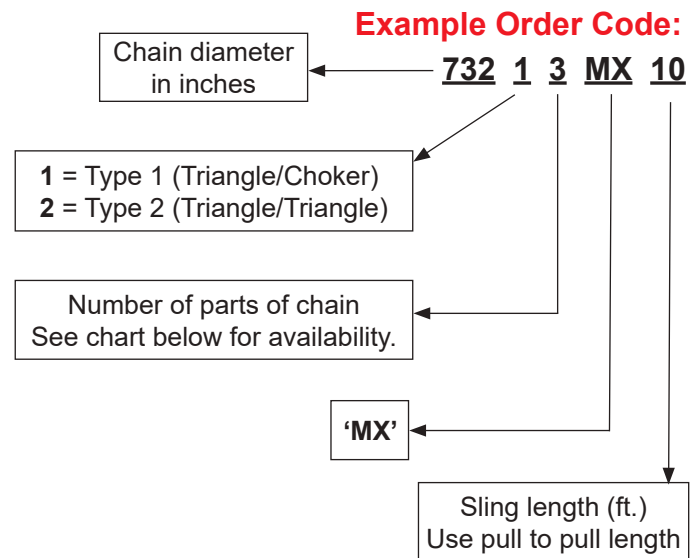 Example Order Code:
Chain diameter
in inches
732 1 3 MX 10
1 = Type 1 (Triangle/Choker)
2 = Type 2 (Triangle/Triangle)
Number of parts of chain
See chart below for availability.
‘MX’
Sling length (ft.)
Use pull to pull length